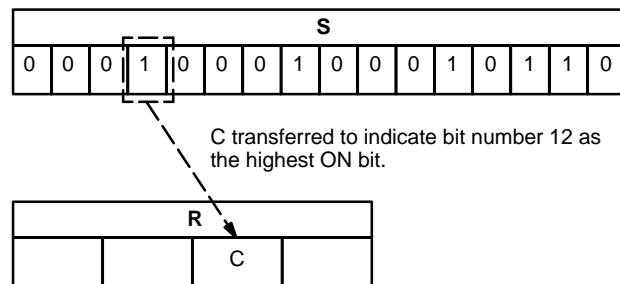 S
0 0 0 1 0 0 0 1 0 0 0 1 0 1 1 0
C transferred to indicate bit number 12 as
the highest ON bit.
R
C